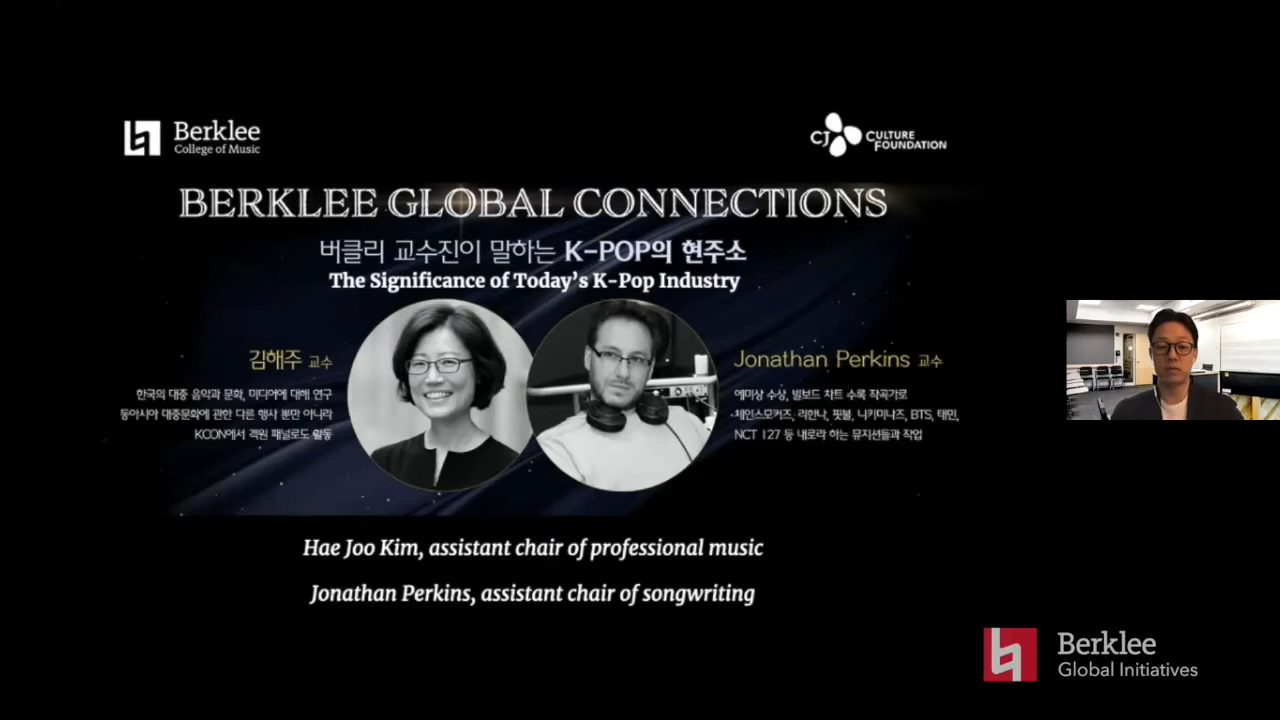 Berklee
College of Music
CJ CULTURE
FOUNDATION
BERKLEE GLOBAL CONNECTIONS
버클리 교수진이 말하는 K-POP의 현주소
The Significance of Today's K-Pop Industry
김해주 교수
한국의 대중 음악과 문화, 미디어에 대해 연구
동아시아 대중문화에 관한 다른 행사 뿐만 아니라
KCON에서 객원 패널로도 활동
Jonathan Perkins 교수
에미상 수상, 빌보드 차트 수록 작곡가로
체인스모커즈, 리한나, 핏불, 니키미나즈, BTS, 태민,
NCT 127 등 내로라 하는 뮤지션들과 작업
Hae Joo Kim, assistant chair of professional music
Jonathan Perkins, assistant chair of songwriting
Berklee
Global Initiatives